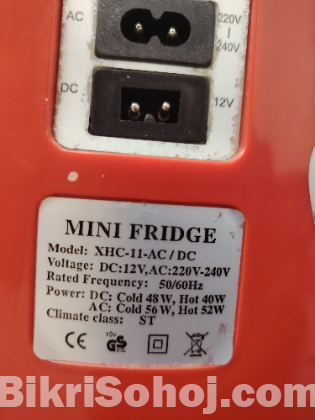 AC
220V
|
240V
DC
12V
MINI FRIDGE
Model: XHC-11-AC / DC
Voltage: DC:12V,AC:220V-240V
Rated Frequency: 50/60Hz
Power: DC: Cold 48W, Hot 40W
AC: Cold 56W, Hot 52W
Climate class: ST
CE GS
BikriSohoj.com